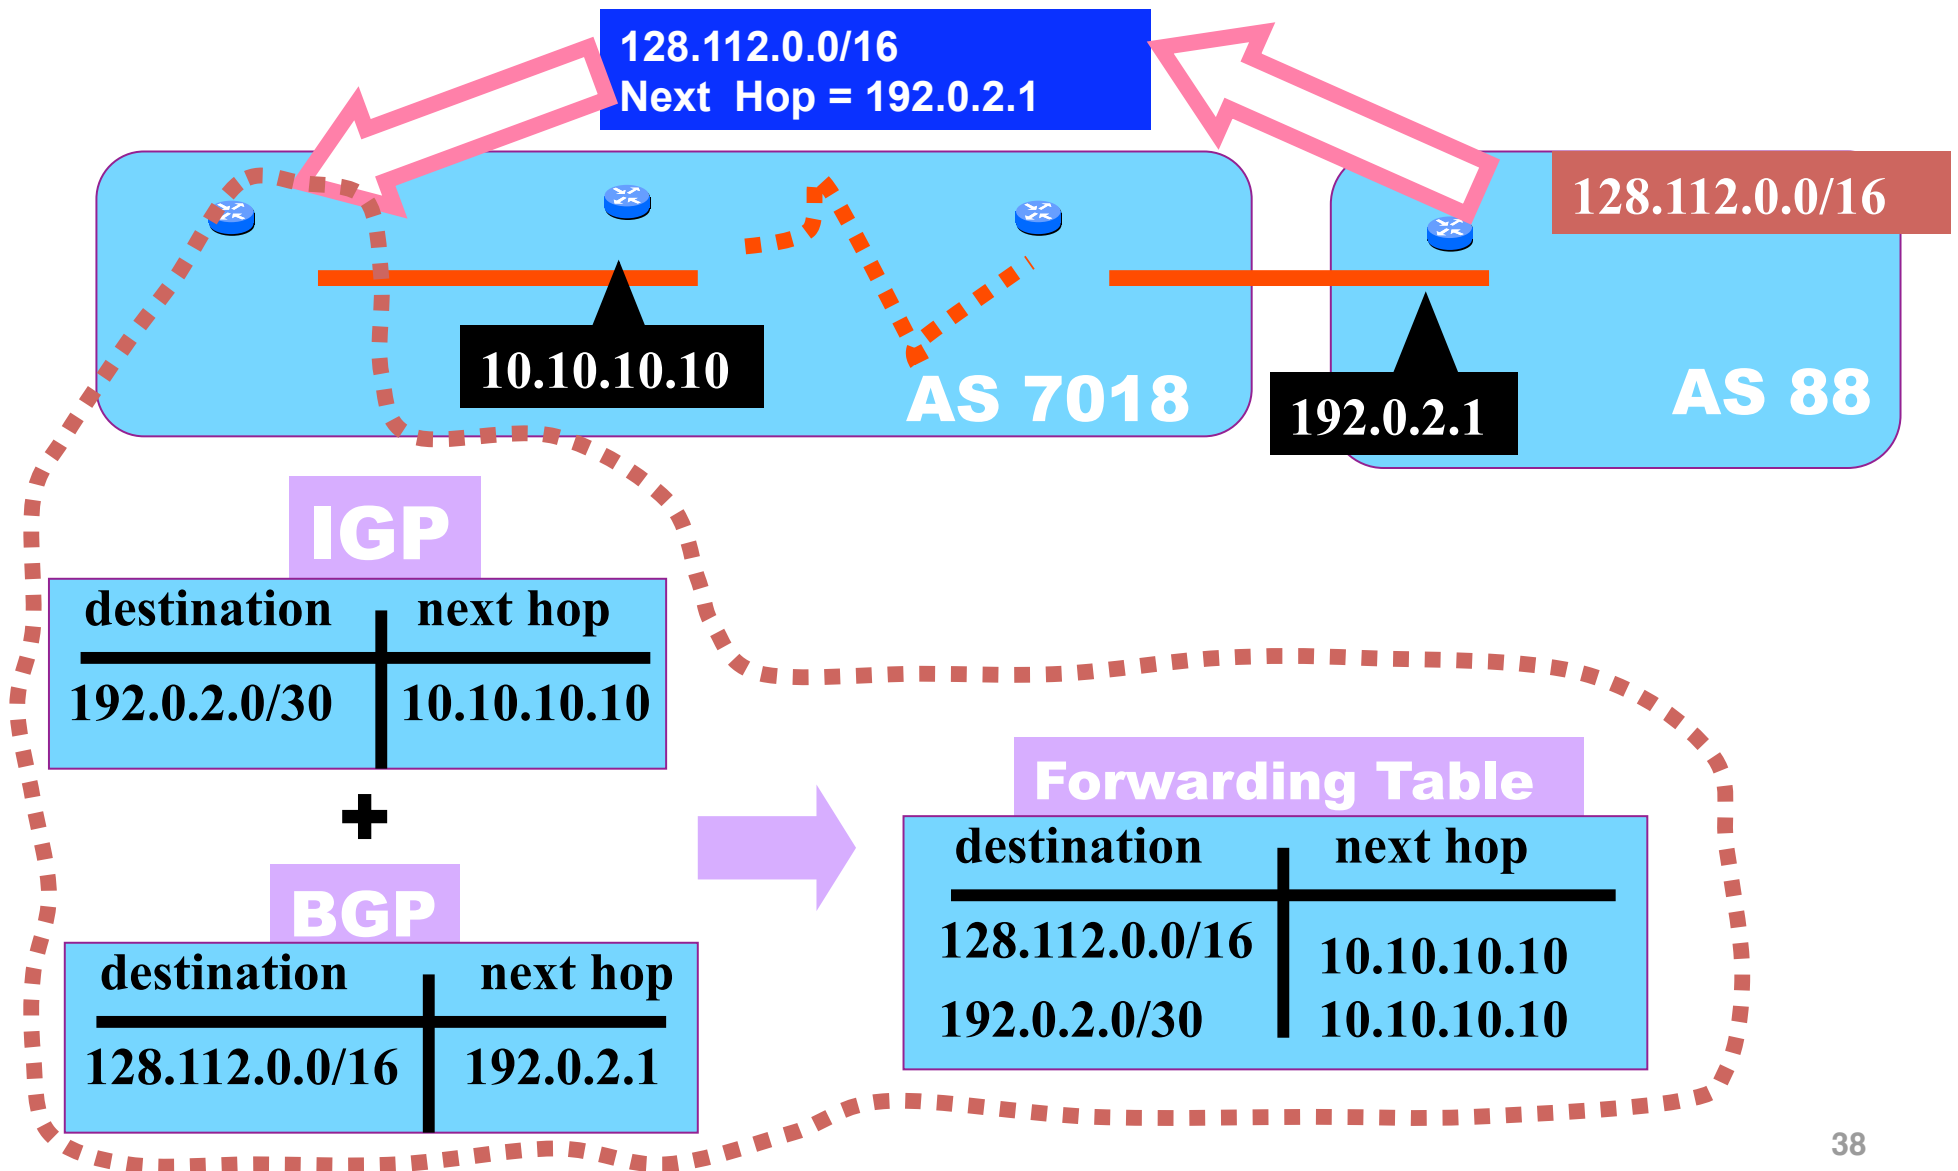 128.112.0.0/16
Next Hop = 192.0.2.1
128.112.0.0/16
10.10.10.10
AS 7018
192.0.2.1
AS 88
IGP
destination next hop
192.0.2.0/30 10.10.10.10
+
BGP
destination next hop
128.112.0.0/16 192.0.2.1
Forwarding Table
destination next hop
128.112.0.0/16 10.10.10.10
192.0.2.0/30 10.10.10.10
38